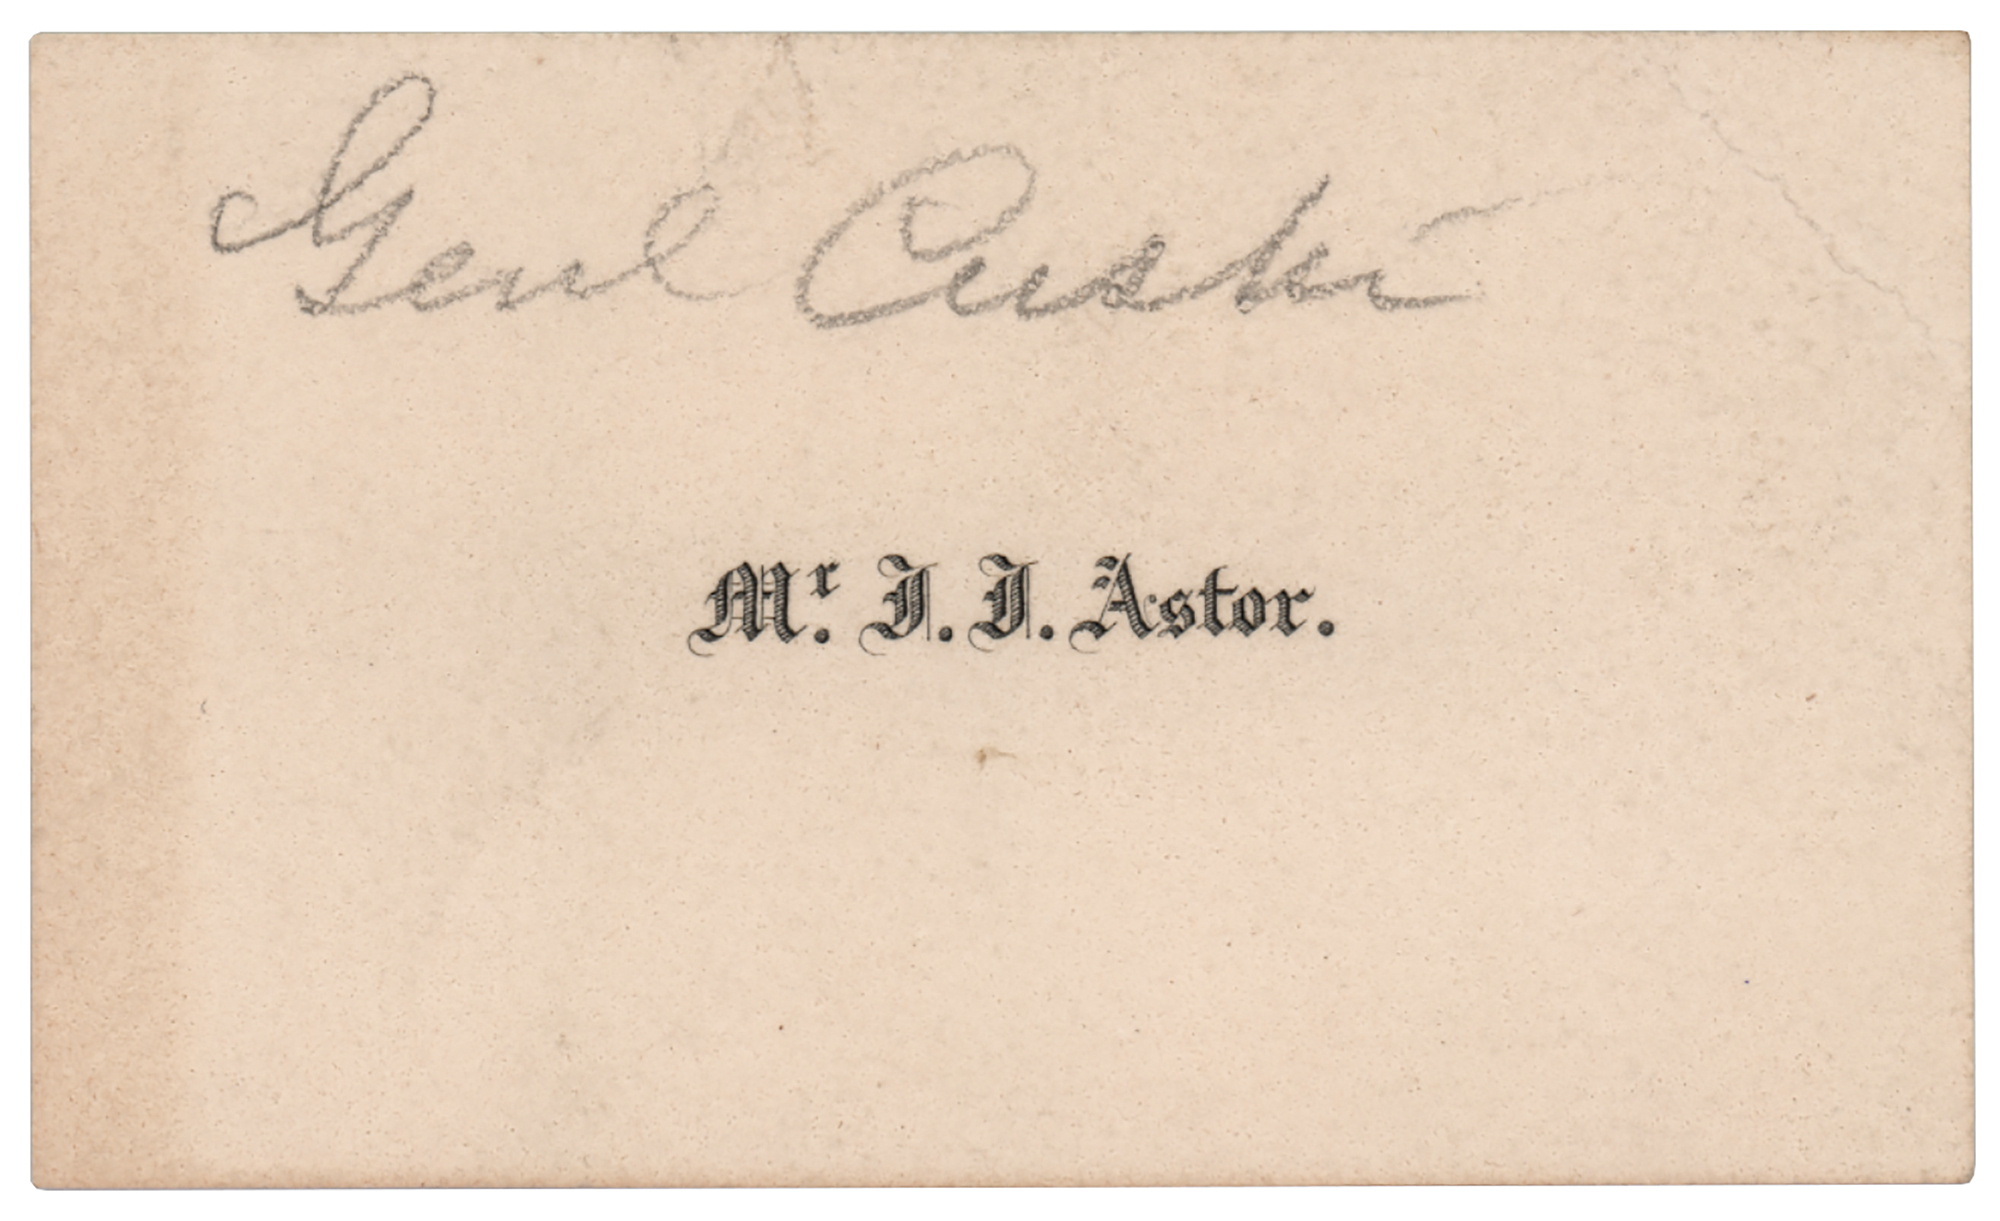 Genl Custer
Mr. J. J. Astor.